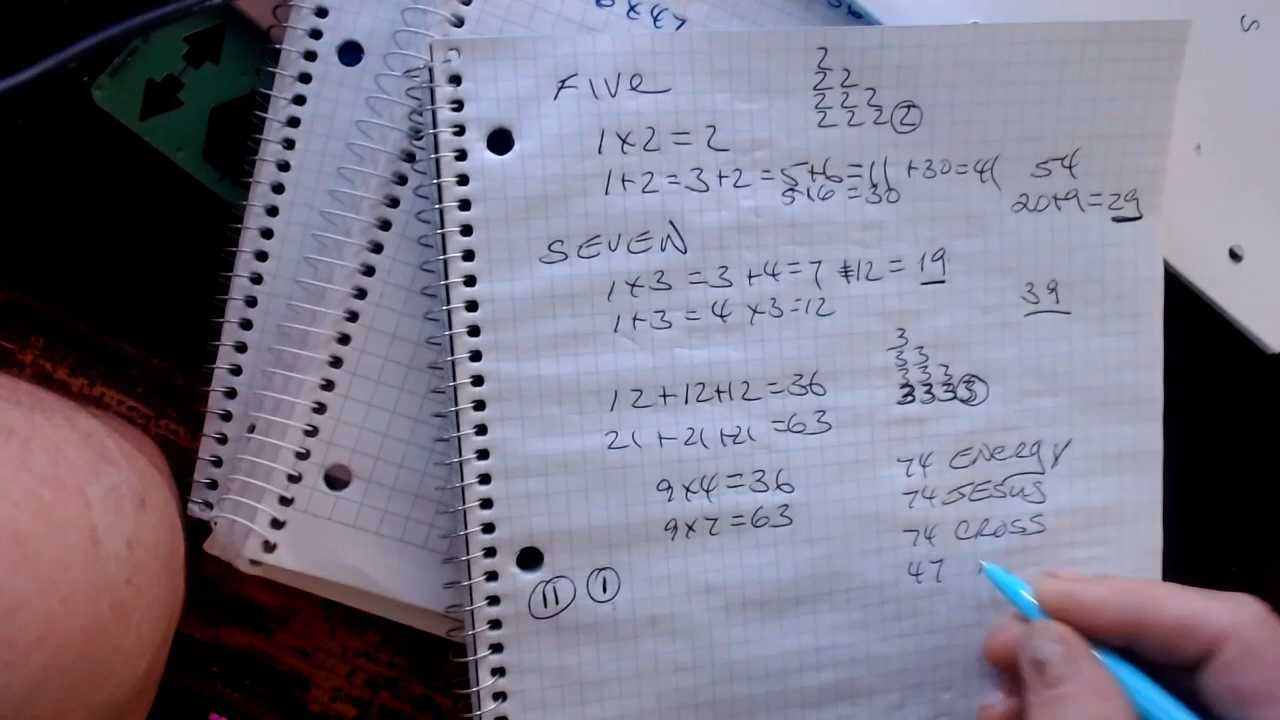 FIVE
2
2 2
2 2 2
2 2 2 2
1×2=2
1+2=3+2=5+6=11 +30=41
5×6=30
54
20+9=29
SEVEN
1×3=3+4=7+12=19
1+3=4×3=12
39
3
3 3
3 3 3
3 3 3 3
12+12+12=36
21+21+21=63
9×4=36
9×7=63
74 ENERGY
74 JESUS
74 CROSS
47
11 1